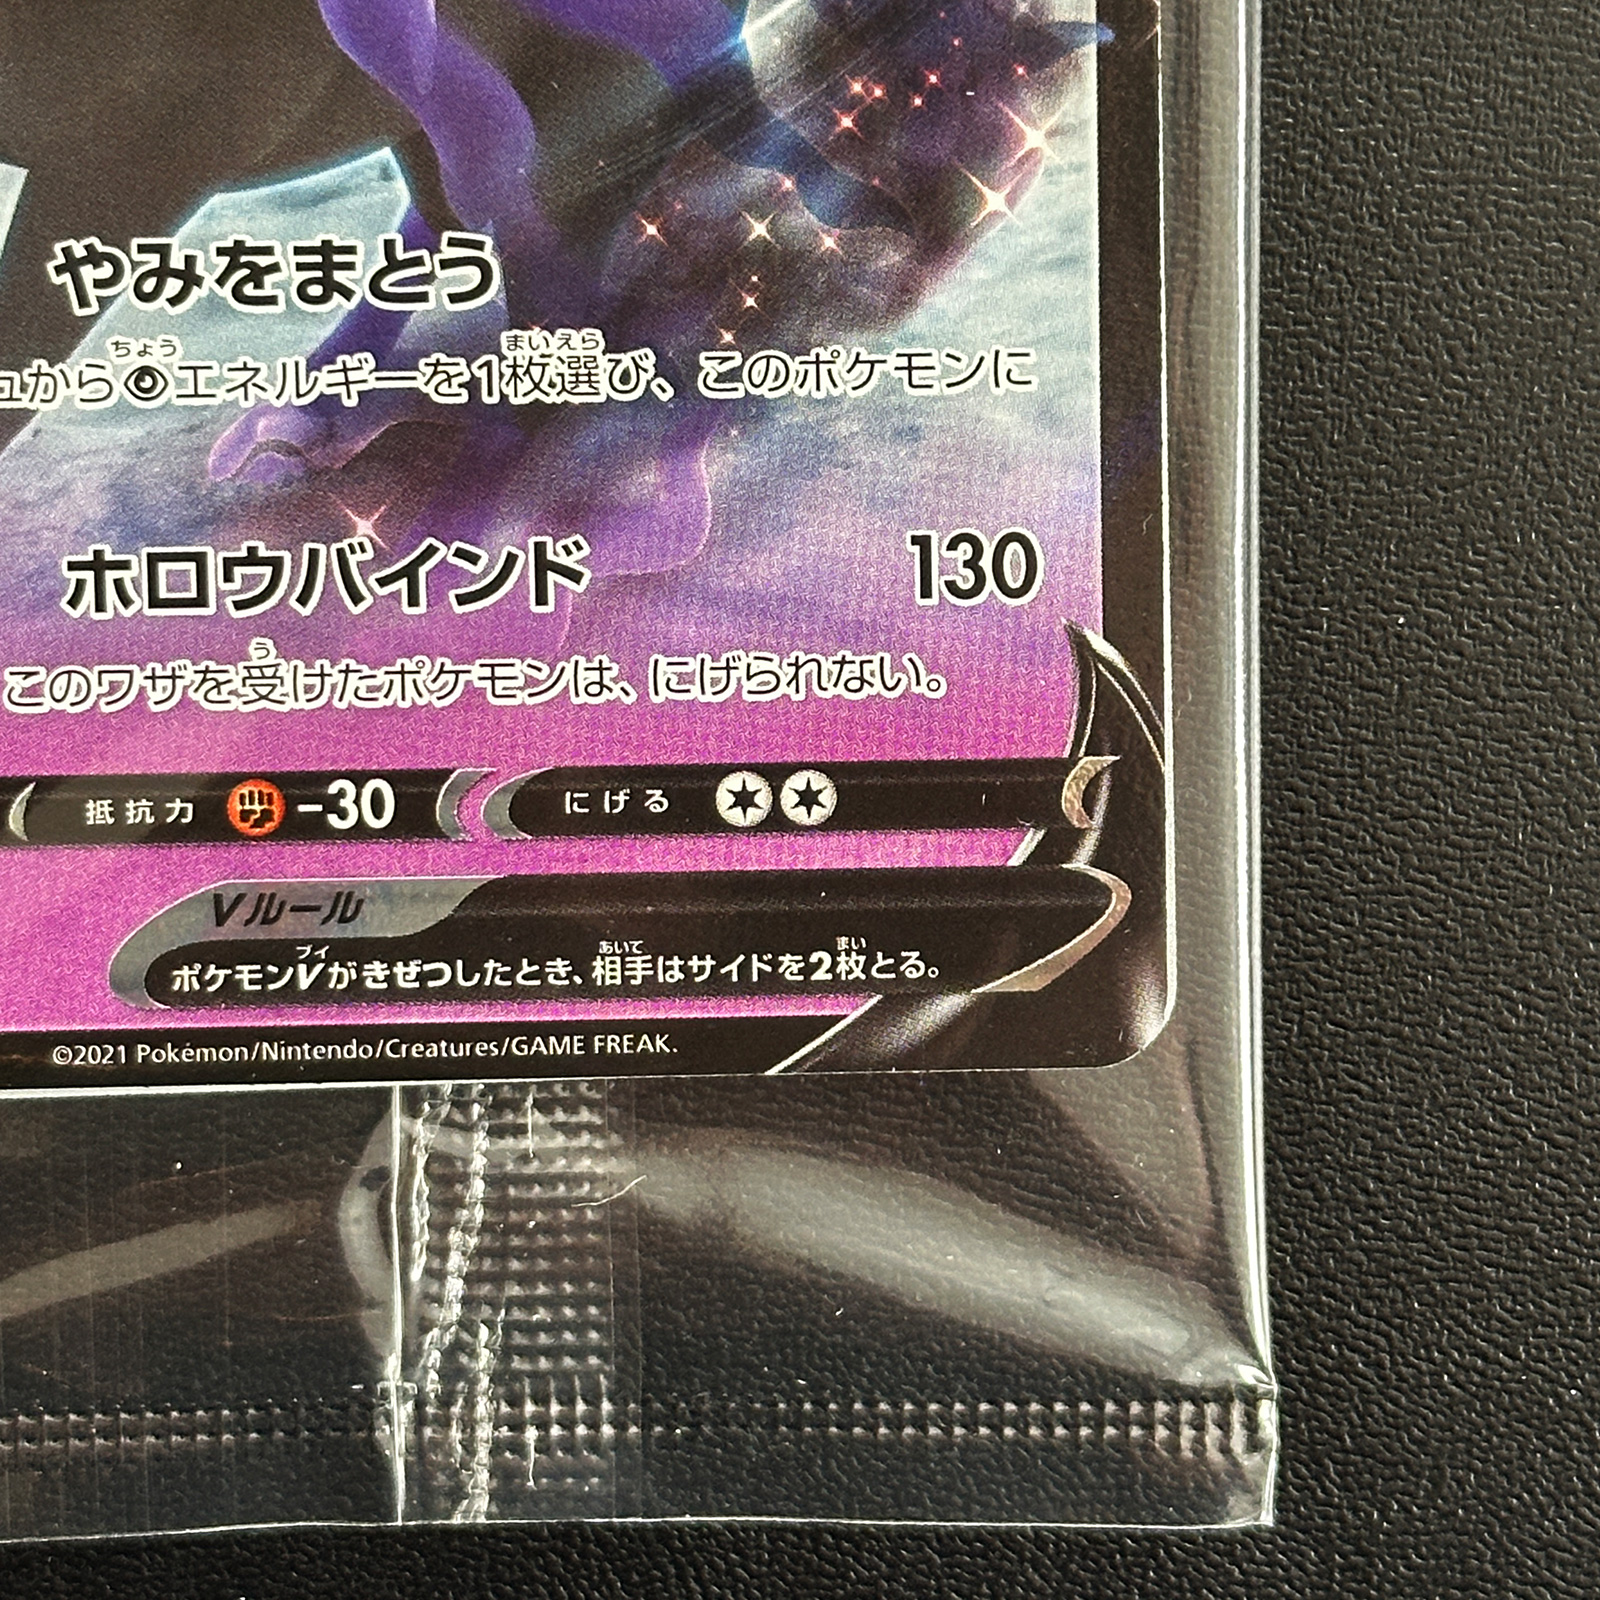 やみをまとう
ちょう まいえら
ュからエネルギーを1枚選び、このポケモンに
ホロウバインド 130
う
このワザを受けたポケモンは、にげられない。
抵抗力 -30 にげる
Vルール
ブイ あいて まい
ポケモンVがきぜつしたとき、相手はサイドを2枚とる。
©2021 Pokémon/Nintendo/Creatures/GAME FREAK.